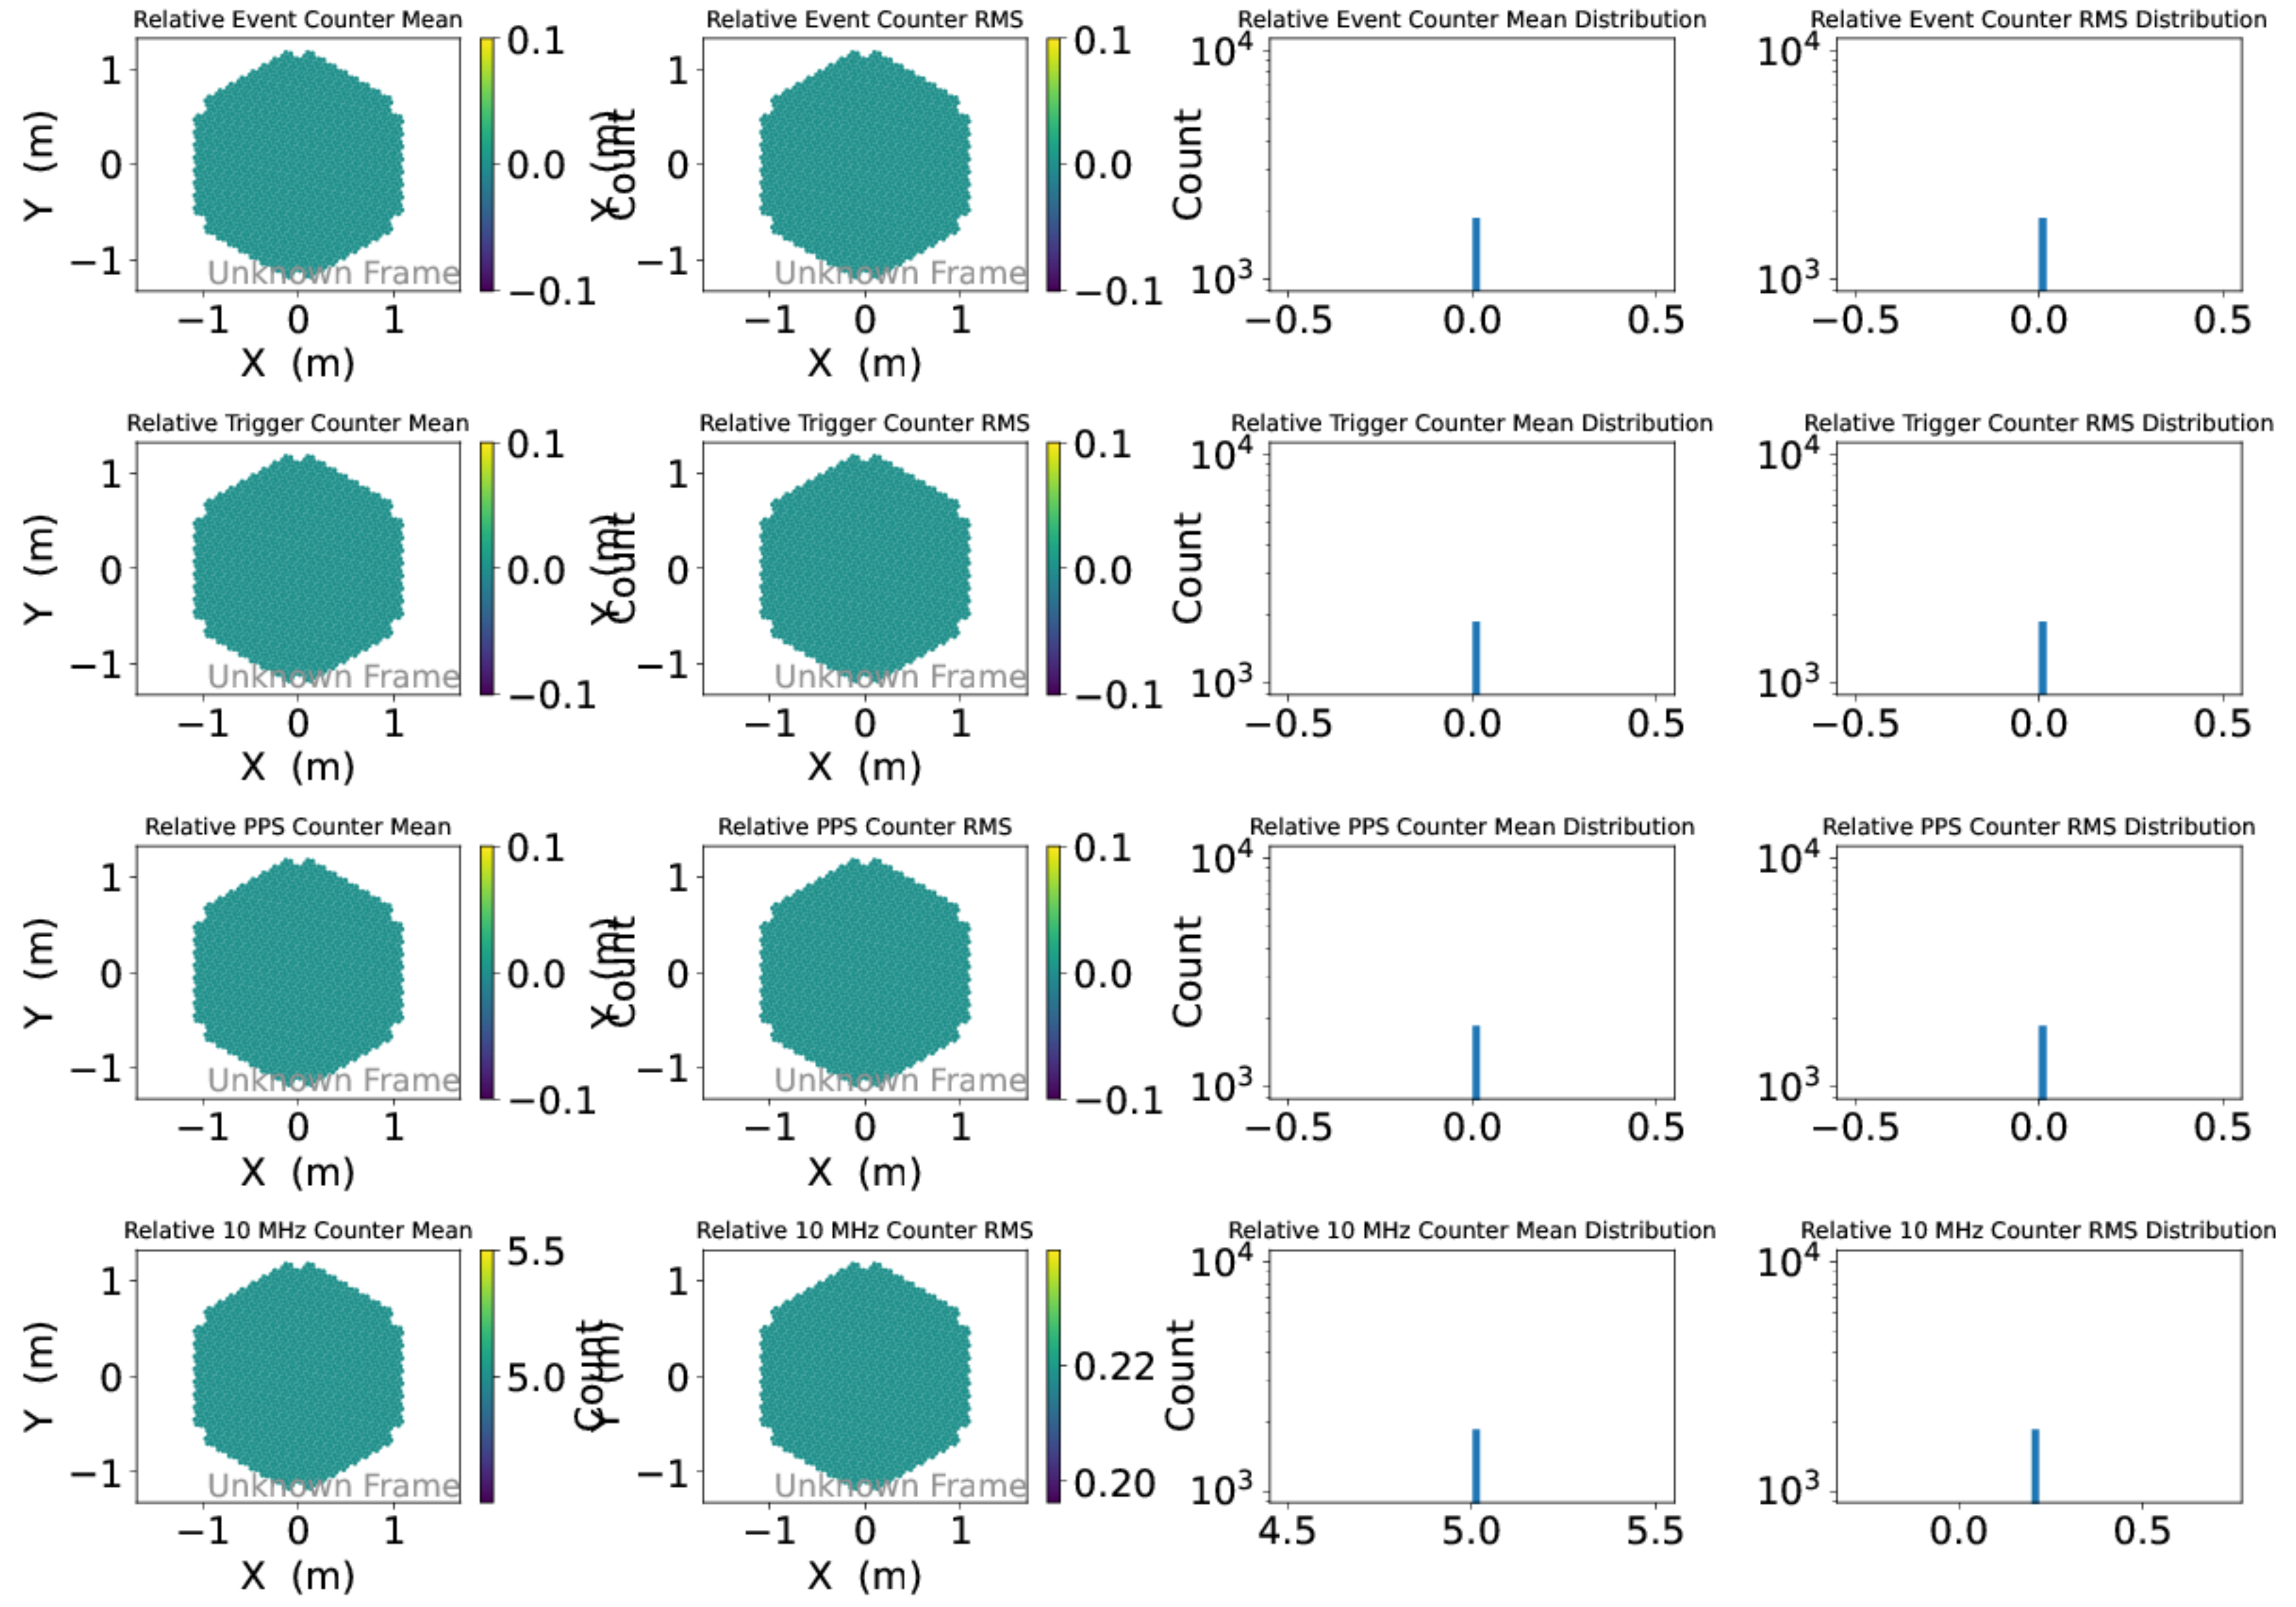 Relative Event Counter Mean
Relative Event Counter RMS
Relative Event Counter Mean Distribution
Relative Event Counter RMS Distribution
Y (m)
1
0
−1
Unknown Frame
−1 0 1
X (m)
0.1
0.0
−0.1
Y (m)
Count
1
0
−1
Unknown Frame
−1 0 1
X (m)
0.1
0.0
−0.1
Count
10⁴
10³
−0.5 0.0 0.5
10⁴
10³
−0.5 0.0 0.5
Relative Trigger Counter Mean
Relative Trigger Counter RMS
Relative Trigger Counter Mean Distribution
Relative Trigger Counter RMS Distribution
Y (m)
1
0
−1
Unknown Frame
−1 0 1
X (m)
0.1
0.0
−0.1
Y (m)
Count
1
0
−1
Unknown Frame
−1 0 1
X (m)
0.1
0.0
−0.1
Count
10⁴
10³
−0.5 0.0 0.5
10⁴
10³
−0.5 0.0 0.5
Relative PPS Counter Mean
Relative PPS Counter RMS
Relative PPS Counter Mean Distribution
Relative PPS Counter RMS Distribution
Y (m)
1
0
−1
Unknown Frame
−1 0 1
X (m)
0.1
0.0
−0.1
Y (m)
Count
1
0
−1
Unknown Frame
−1 0 1
X (m)
0.1
0.0
−0.1
Count
10⁴
10³
−0.5 0.0 0.5
10⁴
10³
−0.5 0.0 0.5
Relative 10 MHz Counter Mean
Relative 10 MHz Counter RMS
Relative 10 MHz Counter Mean Distribution
Relative 10 MHz Counter RMS Distribution
Y (m)
1
0
−1
Unknown Frame
−1 0 1
X (m)
5.5
5.0
Count
Y (m)
1
0
−1
Unknown Frame
−1 0 1
X (m)
0.22
0.20
Count
10⁴
10³
4.5 5.0 5.5
10⁴
10³
0.0 0.5